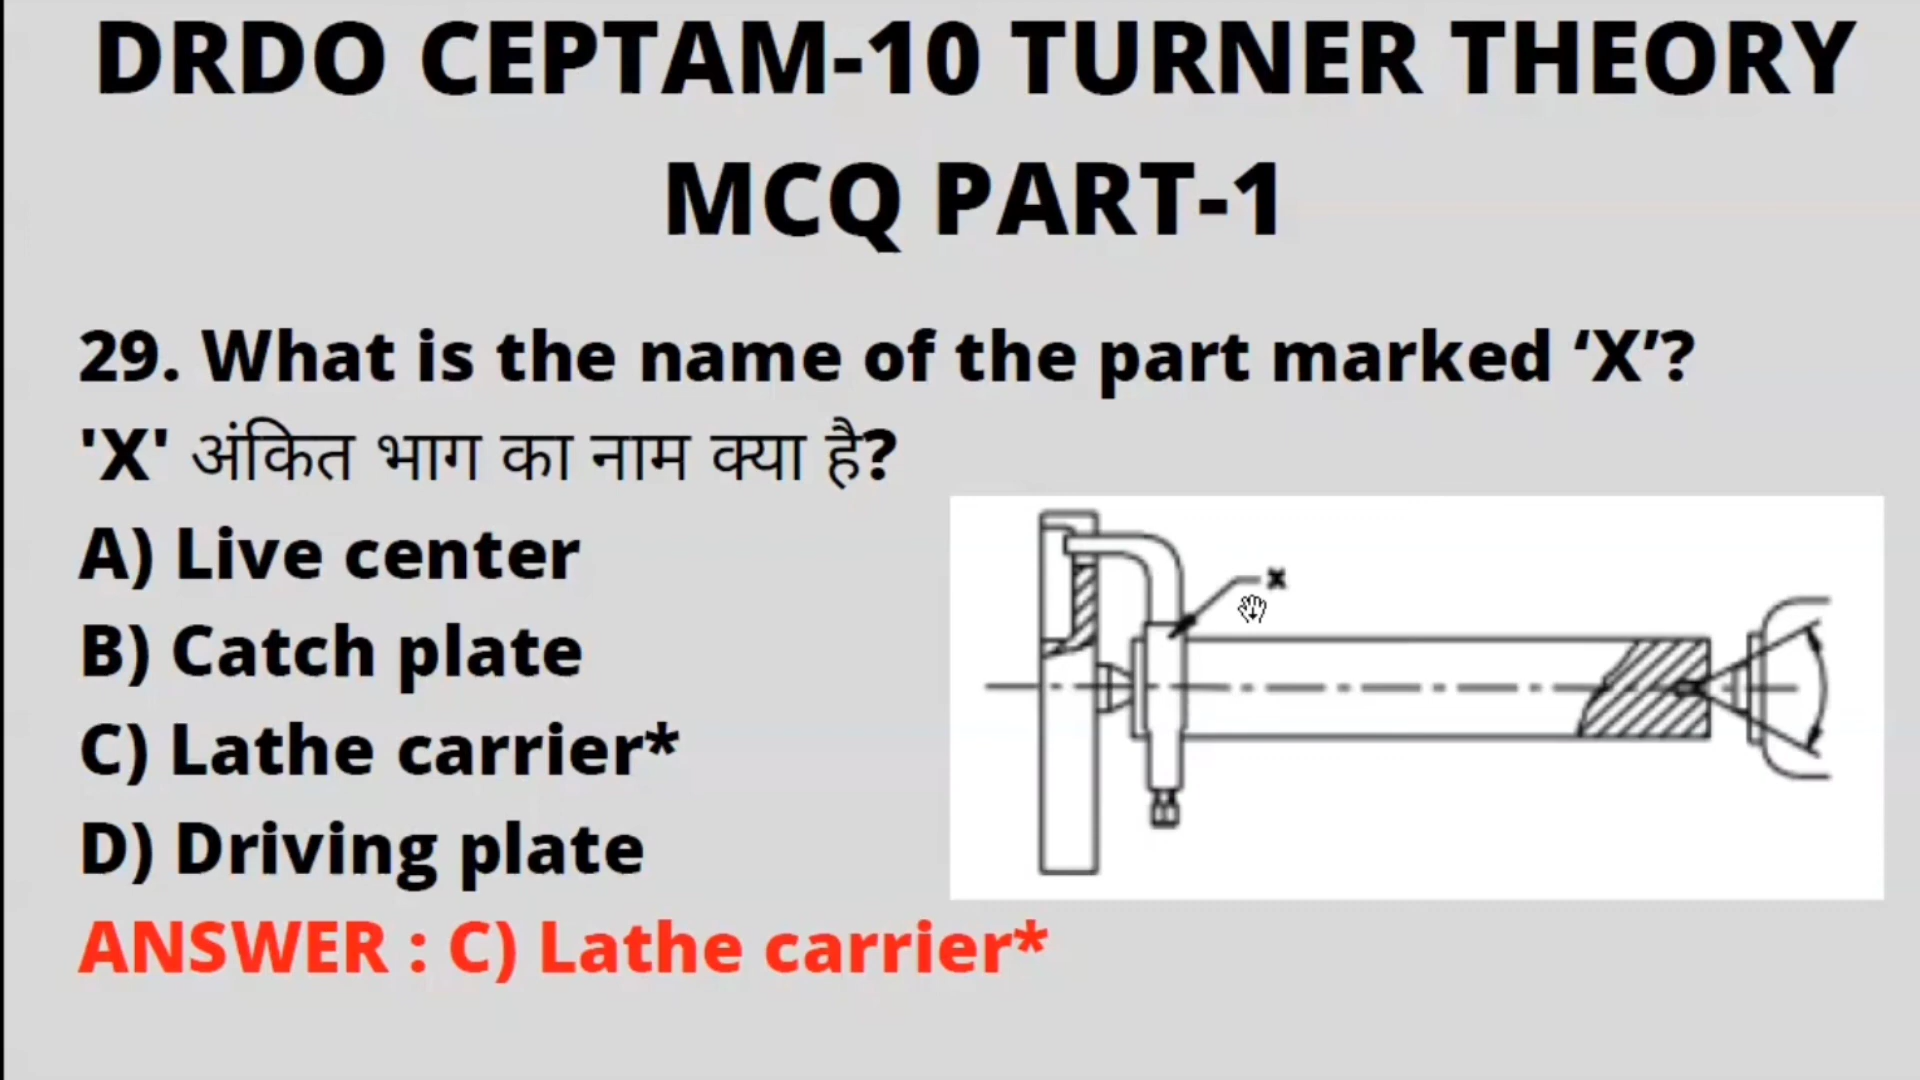 DRDO CEPTAM-10 TURNER THEORY
MCQ PART-1
29. What is the name of the part marked ‘X’?
'X' अंकित भाग का नाम क्या है?
A) Live center
B) Catch plate
C) Lathe carrier*
D) Driving plate
X
ANSWER : C) Lathe carrier*